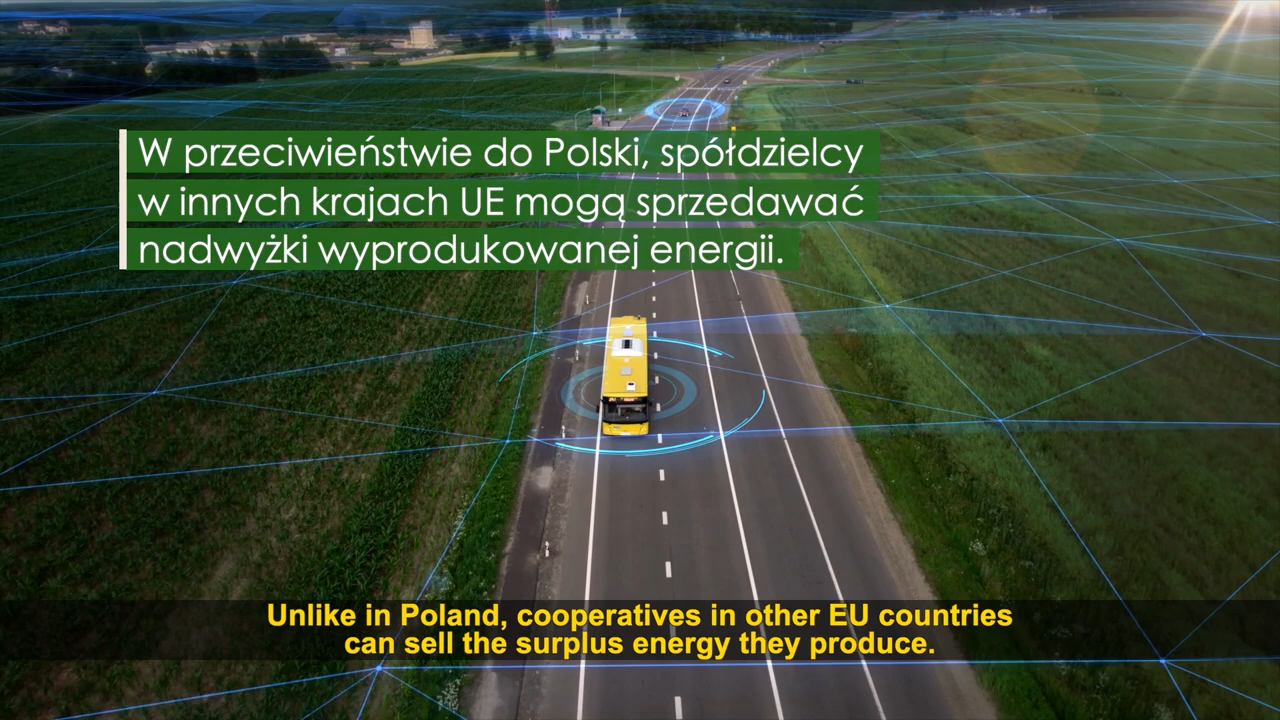 W przeciwieństwie do Polski, spółdzielcy
w innych krajach UE mogą sprzedawać
nadwyżki wyprodukowanej energii.
Unlike in Poland, cooperatives in other EU countries
can sell the surplus energy they produce.